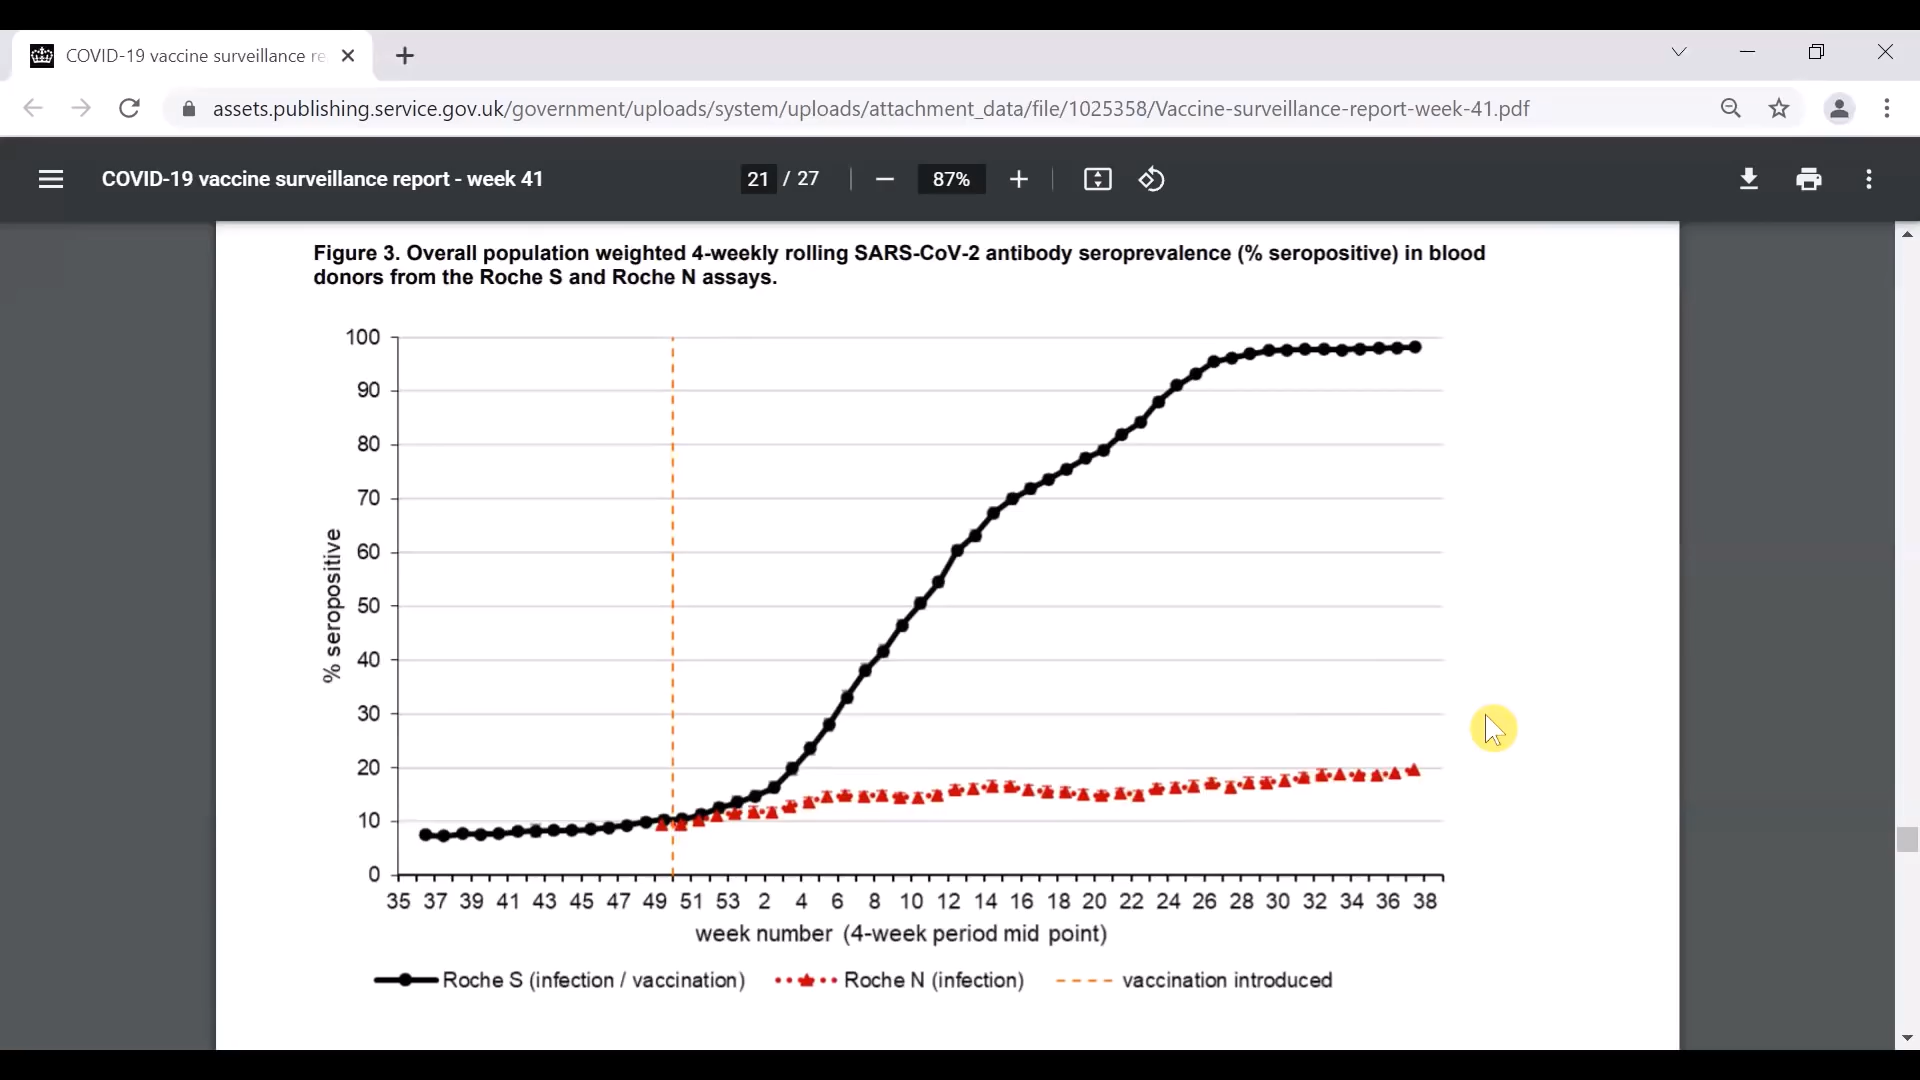 COVID-19 vaccine surveillance re
assets.publishing.service.gov.uk/government/uploads/system/uploads/attachment_data/file/1025358/Vaccine-surveillance-report-week-41.pdf
COVID-19 vaccine surveillance report - week 41
21 / 27
87%
Figure 3. Overall population weighted 4-weekly rolling SARS-CoV-2 antibody seroprevalence (% seropositive) in blood
donors from the Roche S and Roche N assays.
% seropositive
100
90
80
70
60
50
40
30
20
10
0
35 37 39 41 43 45 47 49 51 53 2 4 6 8 10 12 14 16 18 20 22 24 26 28 30 32 34 36 38
week number (4-week period mid point)
Roche S (infection / vaccination) Roche N (infection) vaccination introduced